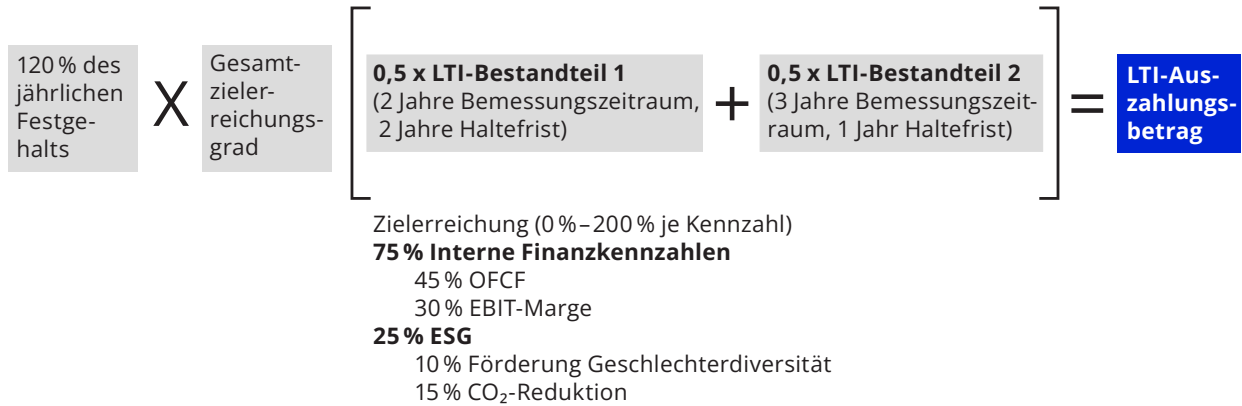 120 % des
jährlichen
Festge-
halts
X
Gesamt-
zieler-
reichungs-
grad
0,5 x LTI-Bestandteil 1
(2 Jahre Bemessungszeitraum,
2 Jahre Haltefrist)
+
0,5 x LTI-Bestandteil 2
(3 Jahre Bemessungszeit-
raum, 1 Jahr Haltefrist)
=
LTI-Aus-
zahlungs-
betrag
Zielerreichung (0 % – 200 % je Kennzahl)
75 % Interne Finanzkennzahlen
45 % OFCF
30 % EBIT-Marge
25 % ESG
10 % Förderung Geschlechterdiversität
15 % CO₂-Reduktion